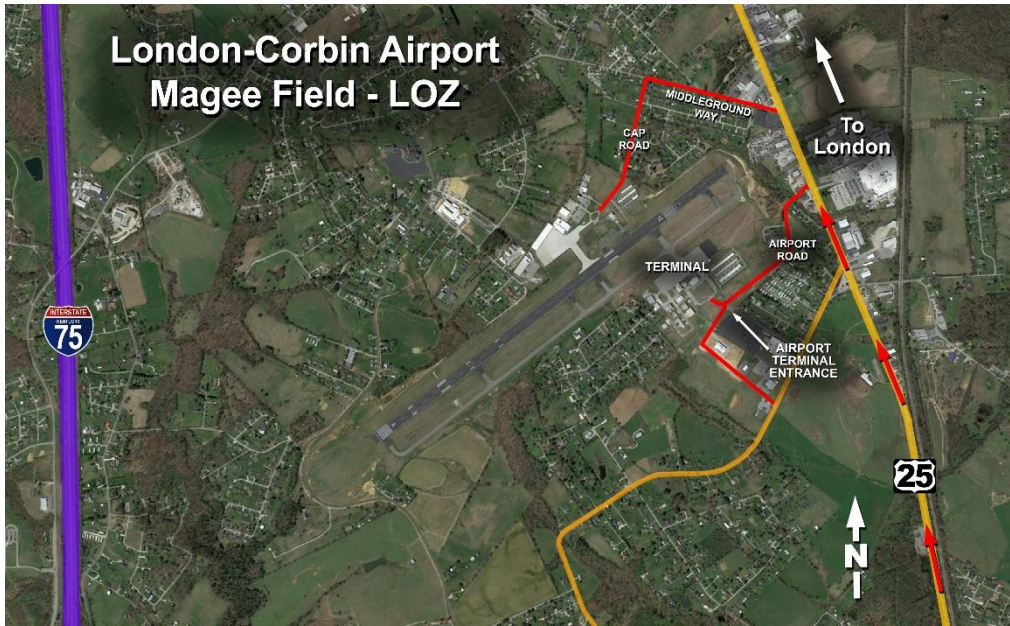 London-Corbin Airport
Magee Field - LOZ
MIDDLEGROUND
WAY
CAP
ROAD
To
London
AIRPORT
ROAD
TERMINAL
INTERSTATE
KENTUCKY
75
AIRPORT
TERMINAL
ENTRANCE
25
N